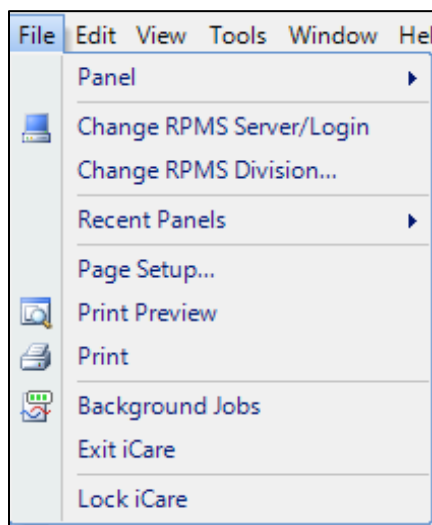 File Edit View Tools Window Hel
Panel
Change RPMS Server/Login
Change RPMS Division...
Recent Panels
Page Setup...
Print Preview
Print
Background Jobs
Exit iCare
Lock iCare